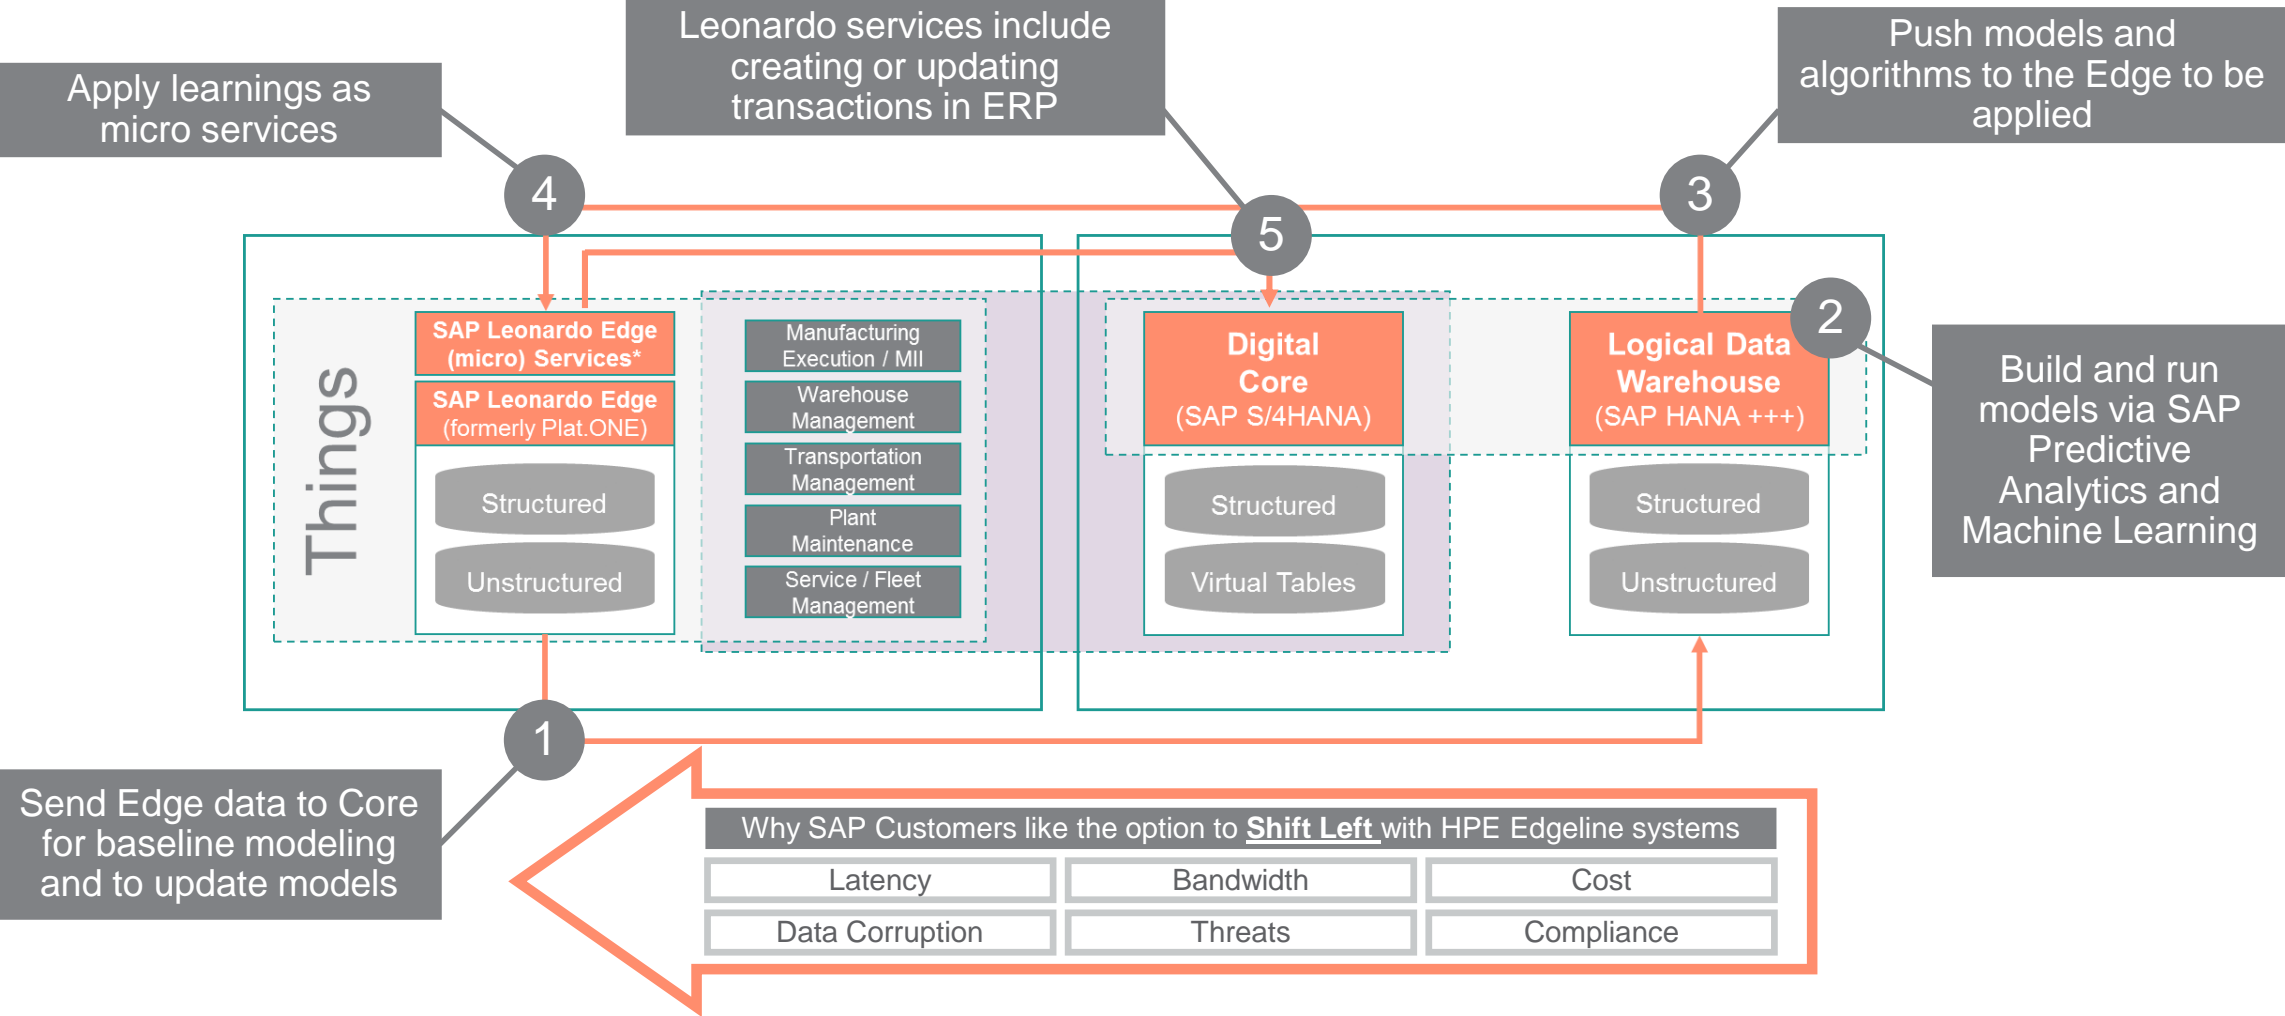 Leonardo services include
creating or updating
transactions in ERP
Push models and
algorithms to the Edge to be
applied
Apply learnings as
micro services
4
3
5
2
SAP Leonardo Edge
(micro) Services*
SAP Leonardo Edge
(formerly Plat.ONE)
Structured
Unstructured
Things
Manufacturing
Execution / MII
Warehouse
Management
Transportation
Management
Plant
Maintenance
Service / Fleet
Management
Digital
Core
(SAP S/4HANA)
Structured
Virtual Tables
Logical Data
Warehouse
(SAP HANA +++)
Structured
Unstructured
Build and run
models via SAP
Predictive
Analytics and
Machine Learning
1
Send Edge data to Core
for baseline modeling
and to update models
Why SAP Customers like the option to Shift Left with HPE Edgeline systems
Latency
Bandwidth
Cost
Data Corruption
Threats
Compliance